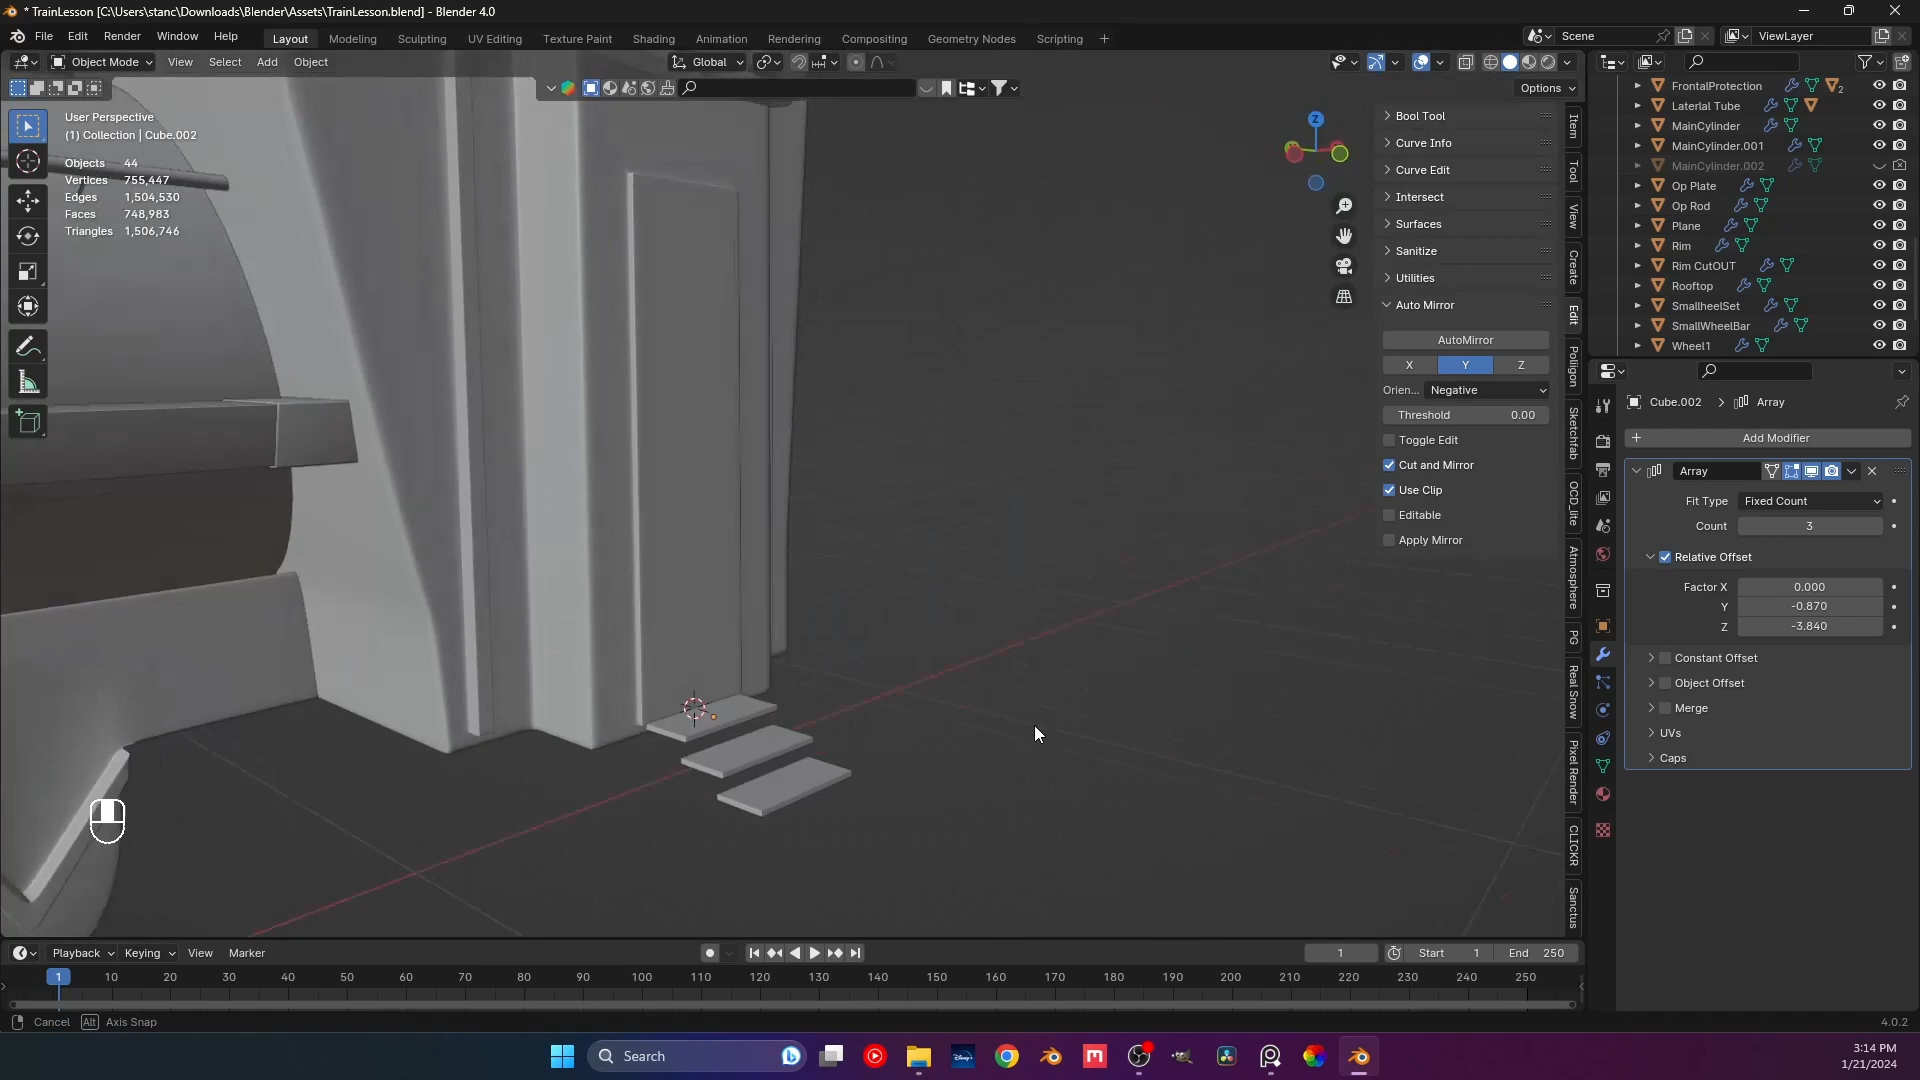 * TrainLesson [C:\Users\stanc\Downloads\Blender\Assets\TrainLesson.blend] - Blender 4.0
File Edit Render Window Help
Layout Modeling Sculpting UV Editing Texture Paint Shading Animation Rendering Compositing Geometry Nodes Scripting +
Scene ViewLayer
Object Mode View Select Add Object
Global
Options
User Perspective
(1) Collection | Cube.002
Objects 44
Vertices 755,447
Edges 1,504,530
Faces 748,983
Triangles 1,506,746
Z
Bool Tool
Curve Info
Curve Edit
Intersect
Surfaces
Sanitize
Utilities
Auto Mirror
AutoMirror
X Y Z
Orien... Negative
Threshold 0.00
Toggle Edit
Cut and Mirror
Use Clip
Editable
Apply Mirror
Item
Tool
View
Create
Edit
Poliigon
Sketchfab
OCD_lite
Atmosphere
PG
Real Snow
Pixel Render
CLICKR
Sanctus
FrontalProtection 2
Laterlal Tube
MainCylinder
MainCylinder.001
MainCylinder.002
Op Plate
Op Rod
Plane
Rim
Rim CutOUT
Rooftop
SmallheelSet
SmallWheelBar
Wheel1
Cube.002 > Array
+ Add Modifier
Array
Fit Type Fixed Count
Count 3
Relative Offset
Factor X 0.000
Y -0.870
Z -3.840
Constant Offset
Object Offset
Merge
UVs
Caps
Playback Keying View Marker
1 Start 1 End 250
1 10 20 30 40 50 60 70 80 90 100 110 120 130 140 150 160 170 180 190 200 210 220 230 240 250
Cancel Alt Axis Snap
4.0.2
Search
Disney+
3:14 PM
1/21/2024